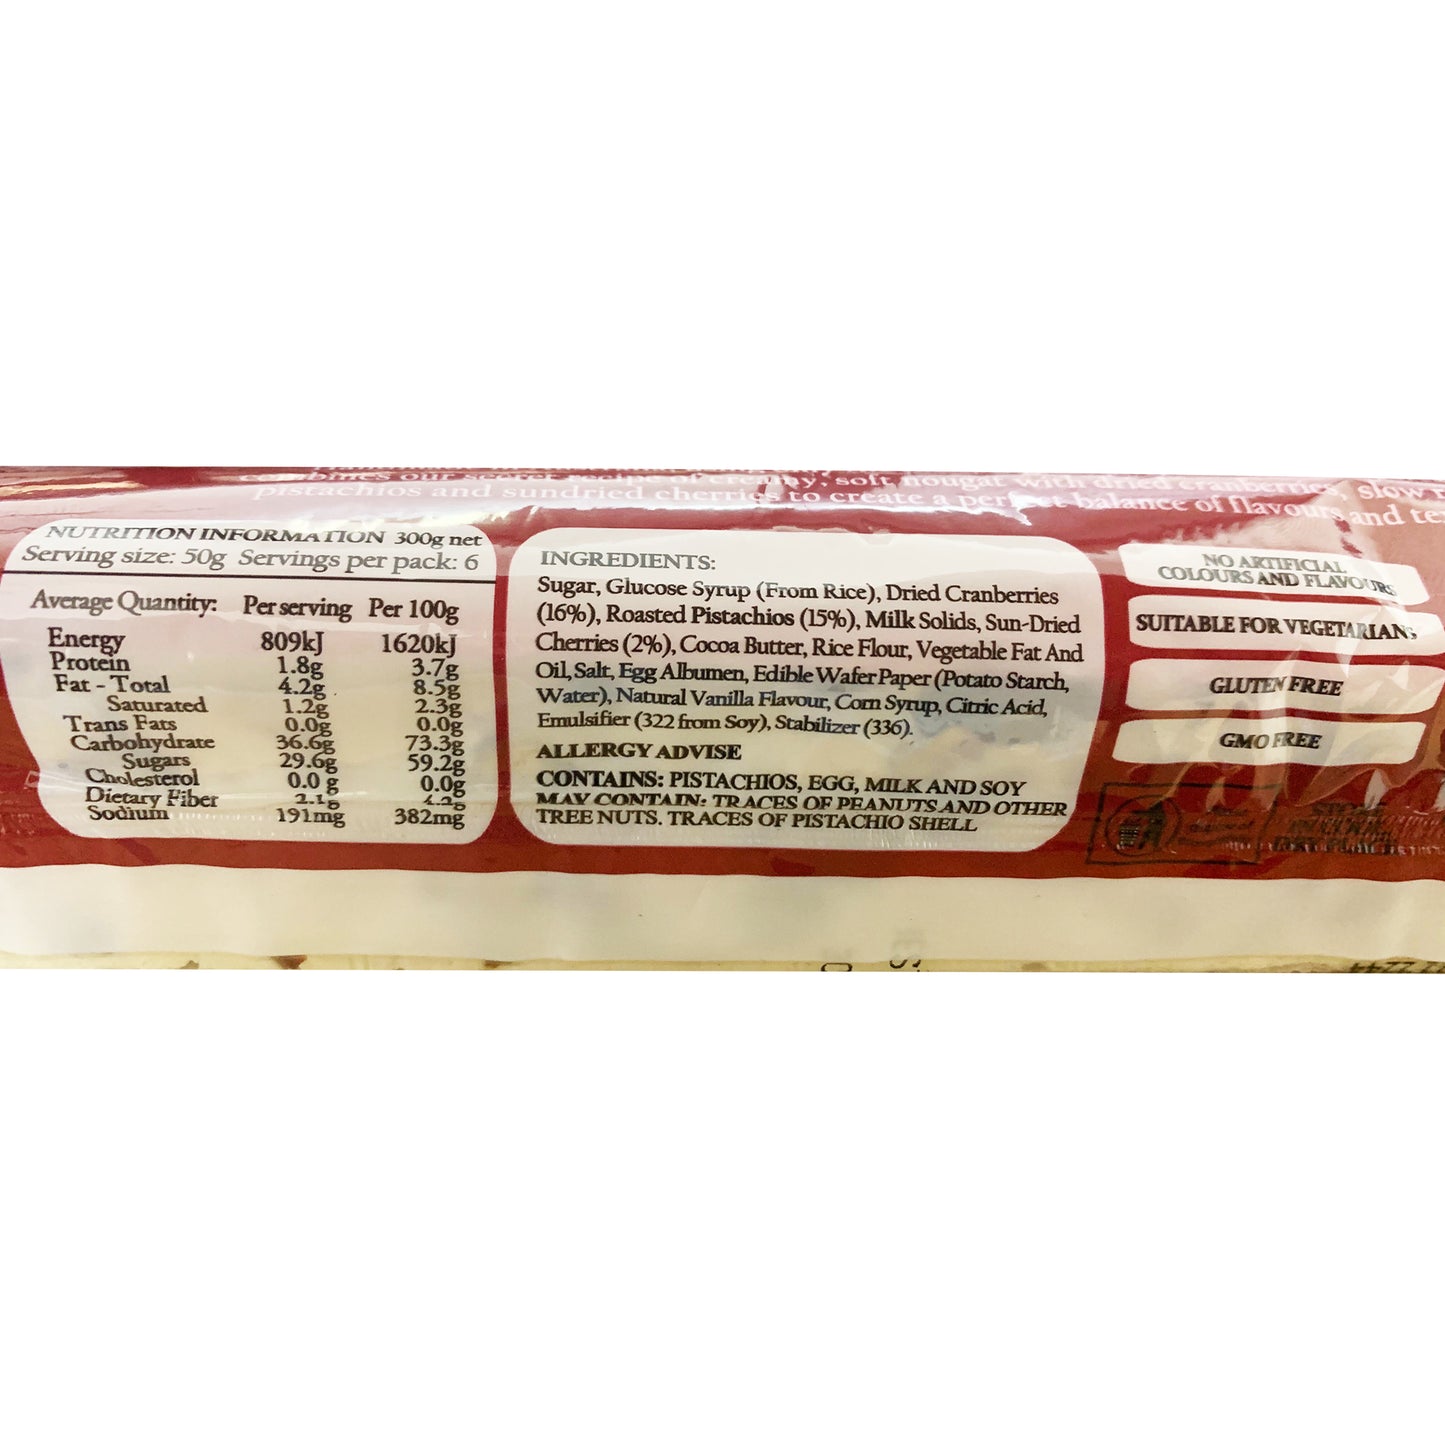 combines our secret recipe of creamy, soft nougat with dried cranberries, slow
pistachios and sundried cherries to create a perfect balance of flavours and
NUTRITION INFORMATION 300g net
Serving size: 50g Servings per pack: 6
Average Quantity: Per serving Per 100g
Energy 809kJ 1620kJ
Protein 1.8g 3.7g
Fat - Total 4.2g 8.5g
Saturated 1.2g 2.3g
Trans Fats 0.0g 0.0g
Carbohydrate 36.6g 73.3g
Sugars 29.6g 59.2g
Cholesterol 0.0 g 0.0g
Dietary Fiber 2.1g 4.2g
Sodium 191mg 382mg
INGREDIENTS:
Sugar, Glucose Syrup (From Rice), Dried Cranberries
(16%), Roasted Pistachios (15%), Milk Solids, Sun-Dried
Cherries (2%), Cocoa Butter, Rice Flour, Vegetable Fat And
Oil, Salt, Egg Albumen, Edible Wafer Paper (Potato Starch,
Water), Natural Vanilla Flavour, Corn Syrup, Citric Acid,
Emulsifier (322 from Soy), Stabilizer (336).
ALLERGY ADVISE
CONTAINS: PISTACHIOS, EGG, MILK AND SOY
MAY CONTAIN: TRACES OF PEANUTS AND OTHER
TREE NUTS. TRACES OF PISTACHIO SHELL
NO ARTIFICIAL
COLOURS AND FLAVOURS
SUITABLE FOR VEGETARIANS
GLUTEN FREE
GMO FREE